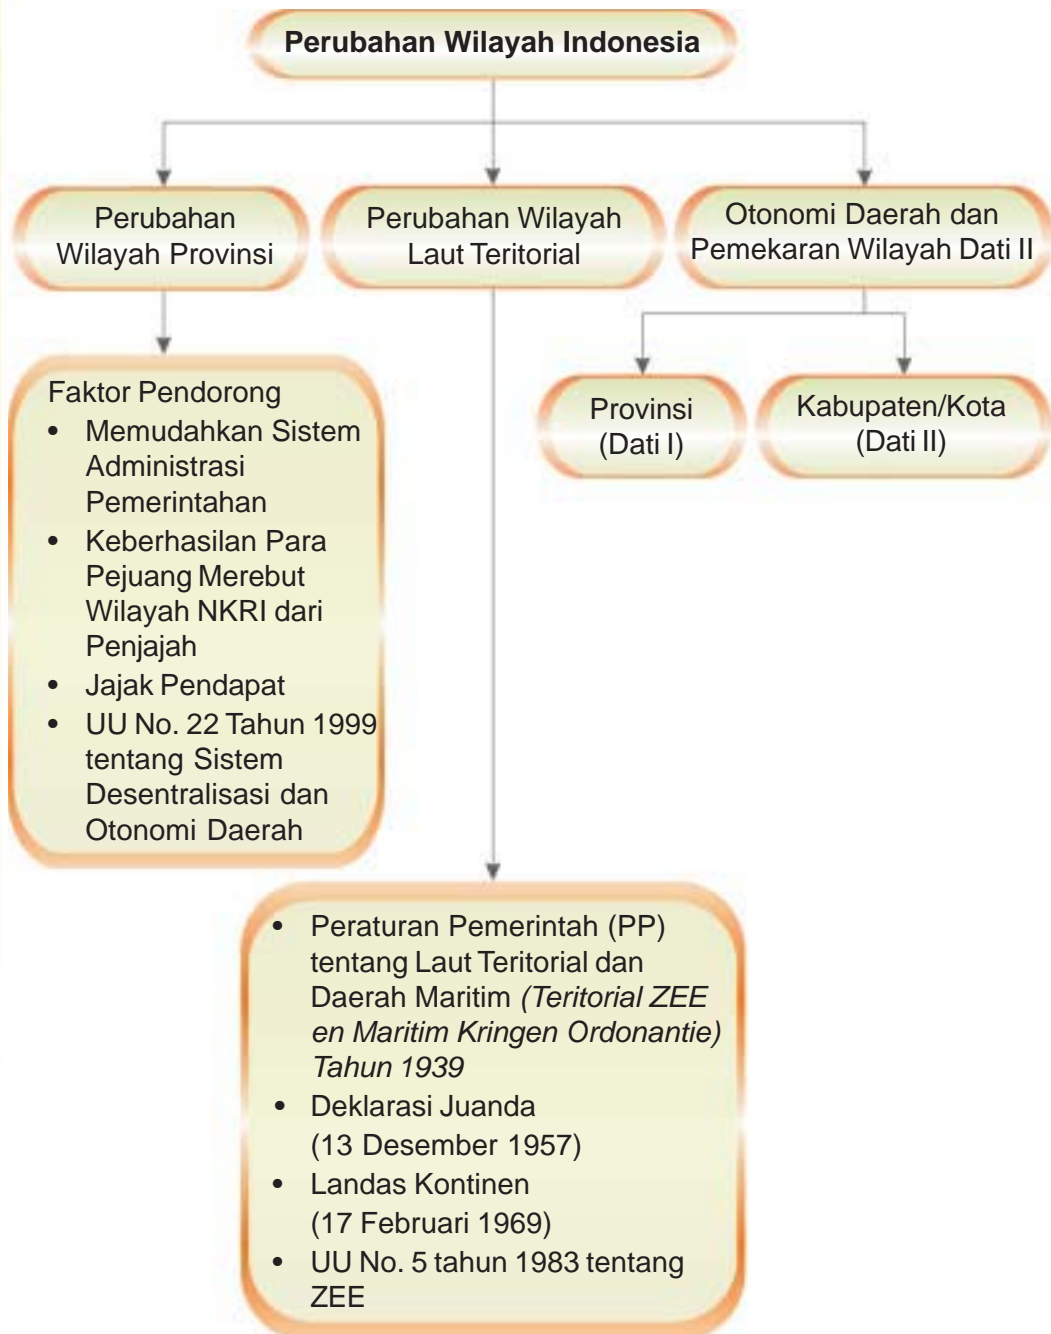 Perubahan Wilayah Indonesia
Perubahan
Wilayah Provinsi
Perubahan Wilayah
Laut Teritorial
Otonomi Daerah dan
Pemekaran Wilayah Dati II
Faktor Pendorong
• Memudahkan Sistem
Administrasi
Pemerintahan
• Keberhasilan Para
Pejuang Merebut
Wilayah NKRI dari
Penjajah
• Jajak Pendapat
• UU No. 22 Tahun 1999
tentang Sistem
Desentralisasi dan
Otonomi Daerah
Provinsi
(Dati I)
Kabupaten/Kota
(Dati II)
• Peraturan Pemerintah (PP)
tentang Laut Teritorial dan
Daerah Maritim (Teritorial ZEE
en Maritim Kringen Ordonantie)
Tahun 1939
• Deklarasi Juanda
(13 Desember 1957)
• Landas Kontinen
(17 Februari 1969)
• UU No. 5 tahun 1983 tentang
ZEE